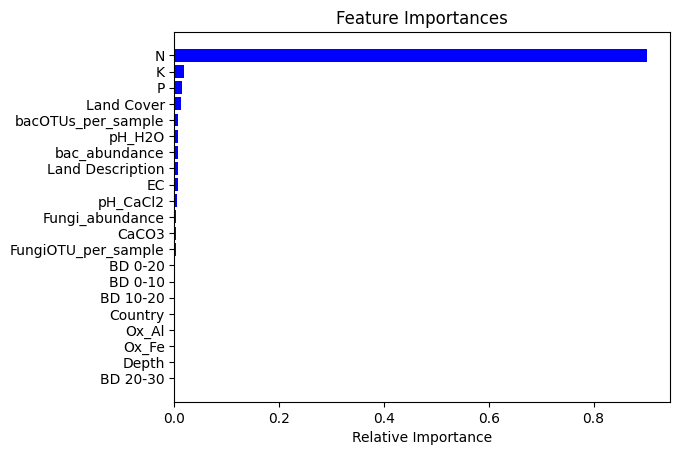 Feature Importances
N
K
P
Land Cover
bacOTUs_per_sample
pH_H2O
bac_abundance
Land Description
EC
pH_CaCl2
Fungi_abundance
CaCO3
FungiOTU_per_sample
BD 0-20
BD 0-10
BD 10-20
Country
Ox_Al
Ox_Fe
Depth
BD 20-30
0.0 0.2 0.4 0.6 0.8
Relative Importance